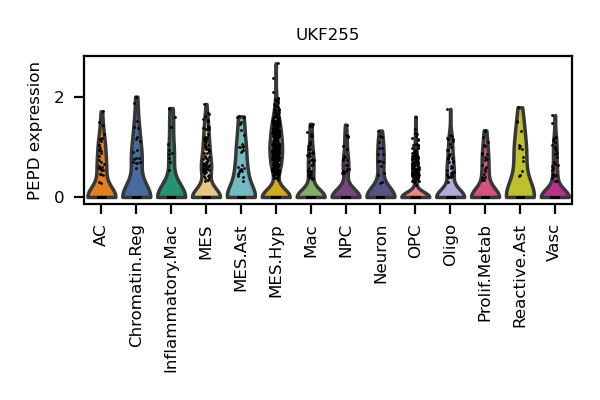 UKF255
PEPD expression
2
0
AC
Chromatin.Reg
Inflammatory.Mac
MES
MES.Ast
MES.Hyp
Mac
NPC
Neuron
OPC
Oligo
Prolif.Metab
Reactive.Ast
Vasc